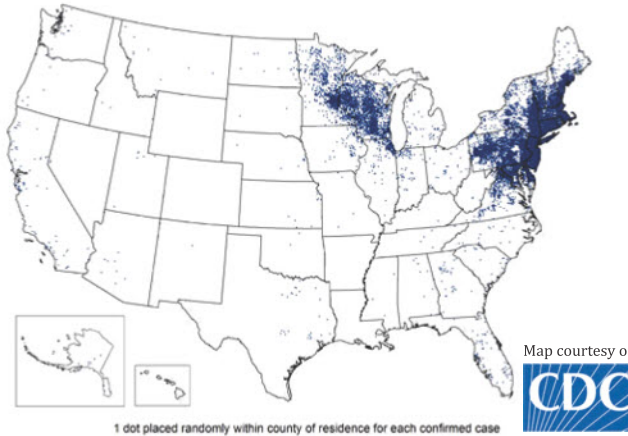 Map courtesy o
CDC
1 dot placed randomly within county of residence for each confirmed case